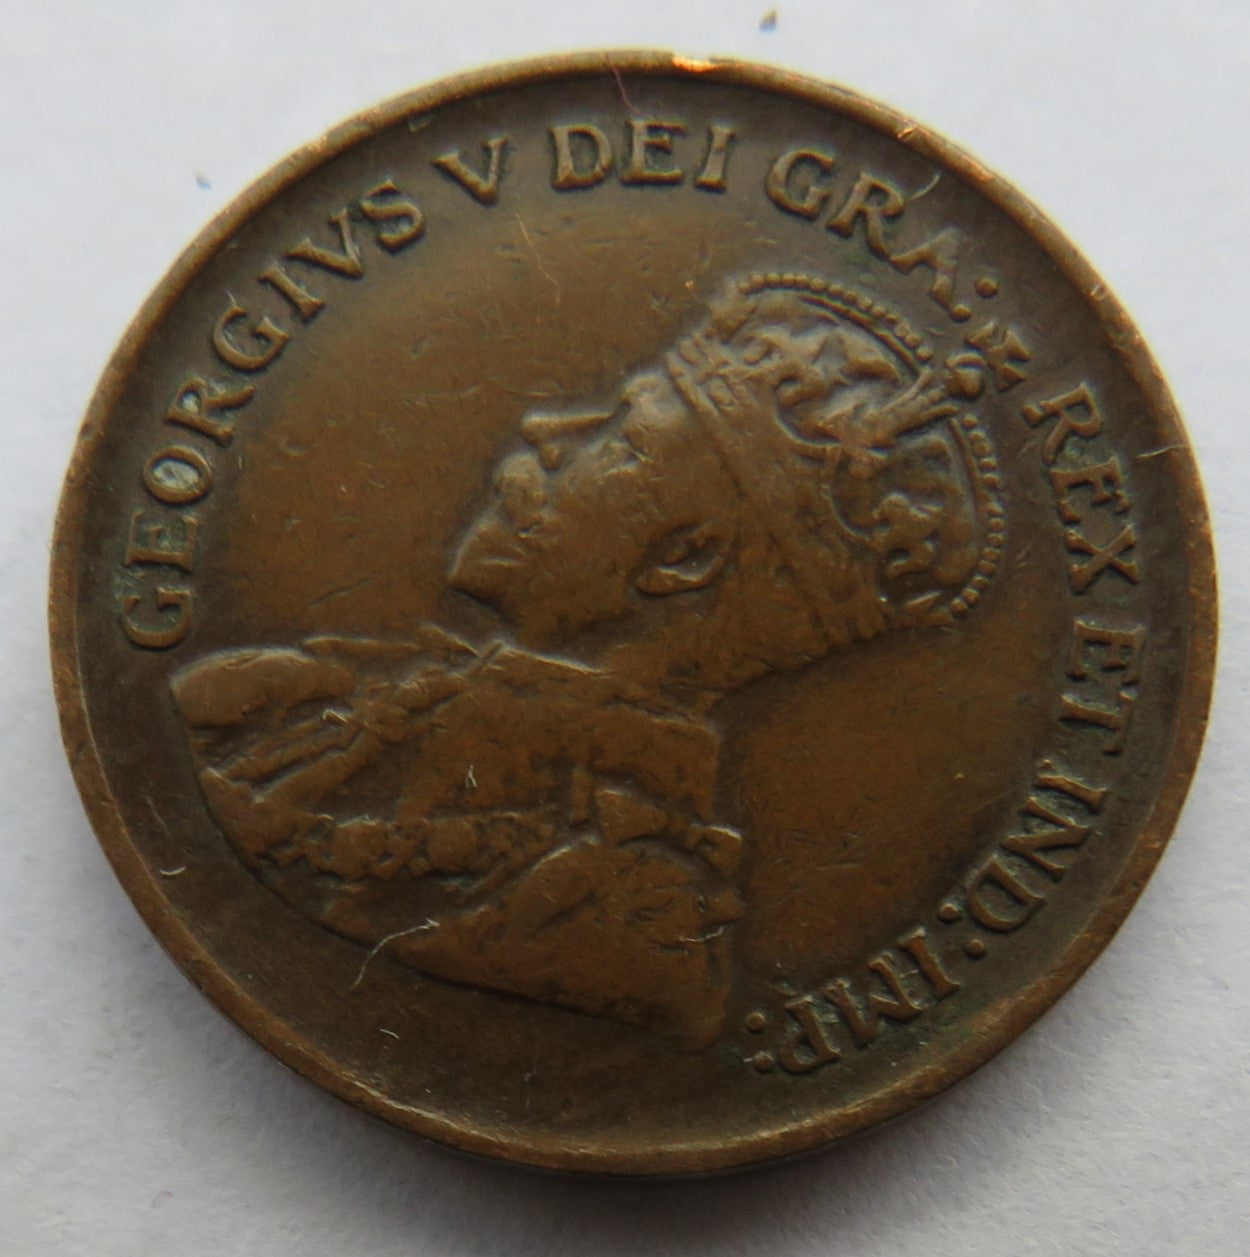 GEORGIVS V DEI GRA: REX ET IND: IMP: